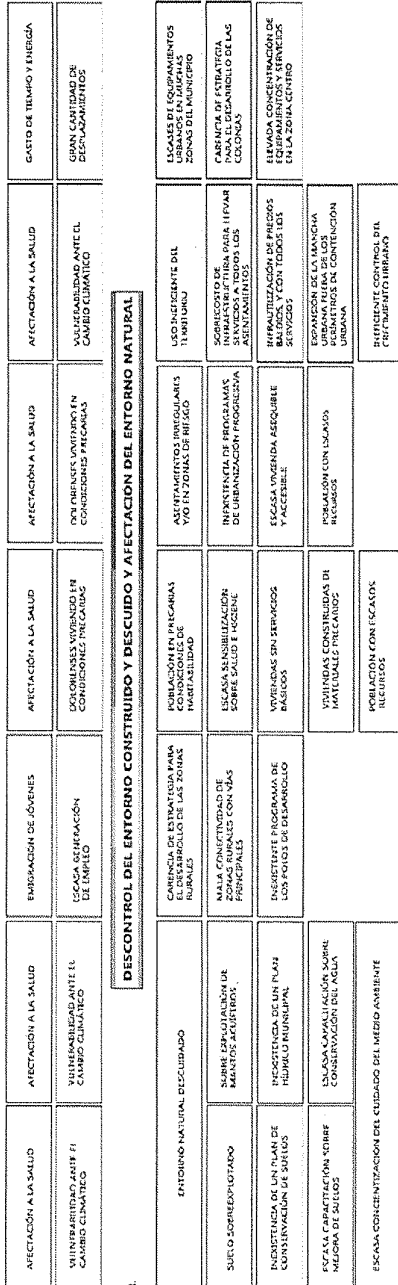 AFECTACIÓN A LA SALUD
AFECTACIÓN A LA SALUD
EMIGRACIÓN DE JÓVENES
AFECTACIÓN A LA SALUD
AFECTACIÓN A LA SALUD
AFECTACIÓN A LA SALUD
GASTO DE TIEMPO Y ENERGÍA
VULNERABILIDAD ANTE EL
CAMBIO CLIMÁTICO
VULNERABILIDAD ANTE EL
CAMBIO CLIMÁTICO
ESCASA GENERACIÓN
DE EMPLEO
DOLORENSES VIVIENDO EN
CONDICIONES PRECARIAS
DOLORENSES VIVIENDO EN
CONDICIONES PRECARIAS
VULNERABILIDAD ANTE EL
CAMBIO CLIMÁTICO
GRAN CANTIDAD DE
DESPLAZAMIENTOS
DESCONTROL DEL ENTORNO CONSTRUIDO Y DESCUIDO Y AFECTACIÓN DEL ENTORNO NATURAL
ENTORNO NATURAL DESCUIDADO
CARENCIA DE ESTRATEGIA PARA
EL DESARROLLO DE LAS ZONAS
RURALES
POBLACIÓN EN PRECARIAS
CONDICIONES DE
HABITABILIDAD
ASENTAMIENTOS IRREGULARES
Y/O EN ZONAS DE RIESGO
USO INEFICIENTE DEL
TERRITORIO
ESCASES DE EQUIPAMIENTOS
URBANOS EN MUCHAS
ZONAS DEL MUNICIPIO
SUELO SOBREEXPLOTADO
SOBRE EXPLOTACIÓN DE
MANTOS ACUIFEROS
MALA CONECTIVIDAD DE
ZONAS RURALES CON VÍAS
PRINCIPALES
ESCASA SENSIBILIZACIÓN
SOBRE SALUD E HIGIENE
INEXISTENCIA DE PROGRAMAS
DE URBANIZACIÓN PROGRESIVA
SOBRECOSTO DE
INFRAESTRUCTURA PARA LLEVAR
SERVICIOS A TODOS LOS
ASENTAMIENTOS
CARENCIA DE ESTRATEGIA
PARA EL DESARROLLO DE LAS
COLONIAS
INEXISTENCIA DE UN PLAN DE
CONSERVACIÓN DE SUELOS
INEXISTENCIA DE UN PLAN
HÍDRICO MUNICIPAL
INEXISTENTE PROGRAMA DE
LOS POLOS DE DESARROLLO
VIVIENDAS SIN SERVICIOS
BÁSICOS
ESCASA VIVIENDA ASEQUIBLE
Y ACCESIBLE
INFRAUTILIZACIÓN DE PREDIOS
BALDIOS, Y CON TODOS LOS
SERVICIOS
ELEVADA CONCENTRACIÓN DE
EQUIPAMIENTOS Y SERVICIOS
EN LA ZONA CENTRO
ESCASA CAPACITACIÓN SOBRE
MEJORA DE SUELOS
ESCASA CAPACITACIÓN SOBRE
CONSERVACIÓN DEL AGUA
VIVIENDAS CONSTRUIDAS DE
MATERIALES PRECARIOS
POBLACIÓN CON ESCASOS
RECURSOS
EXPANSIÓN DE LA MANCHA
URBANA FUERA DE LOS
PERÍMETROS DE CONTENCIÓN
URBANA
ESCASA CONCIENTIZACIÓN DEL CUIDADO DEL MEDIO AMBIENTE
POBLACIÓN CON ESCASOS
RECURSOS
INEFICIENTE CONTROL DEL
CRECIMIENTO URBANO